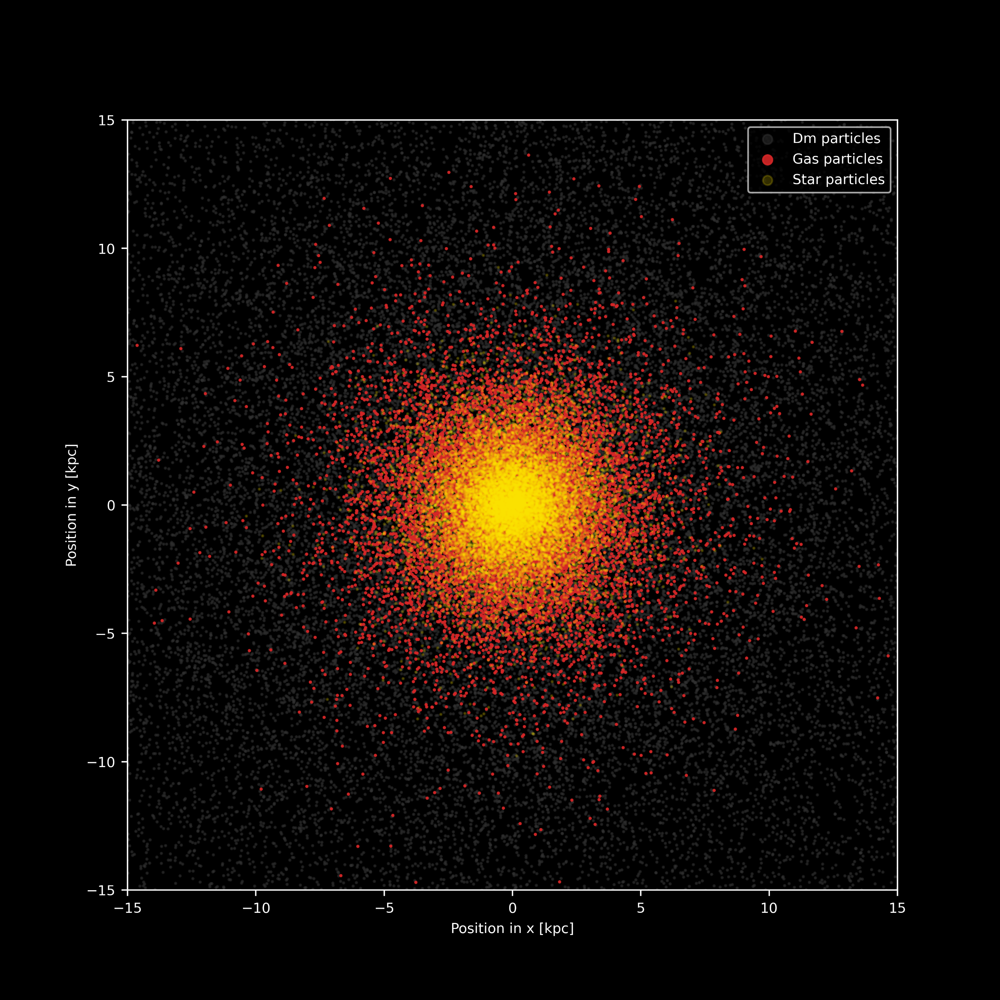 15
10
5
0
−5
−10
−15
−15
−10
−5
0
5
10
15
Position in x [kpc]
Position in y [kpc]
Dm particles
Gas particles
Star particles